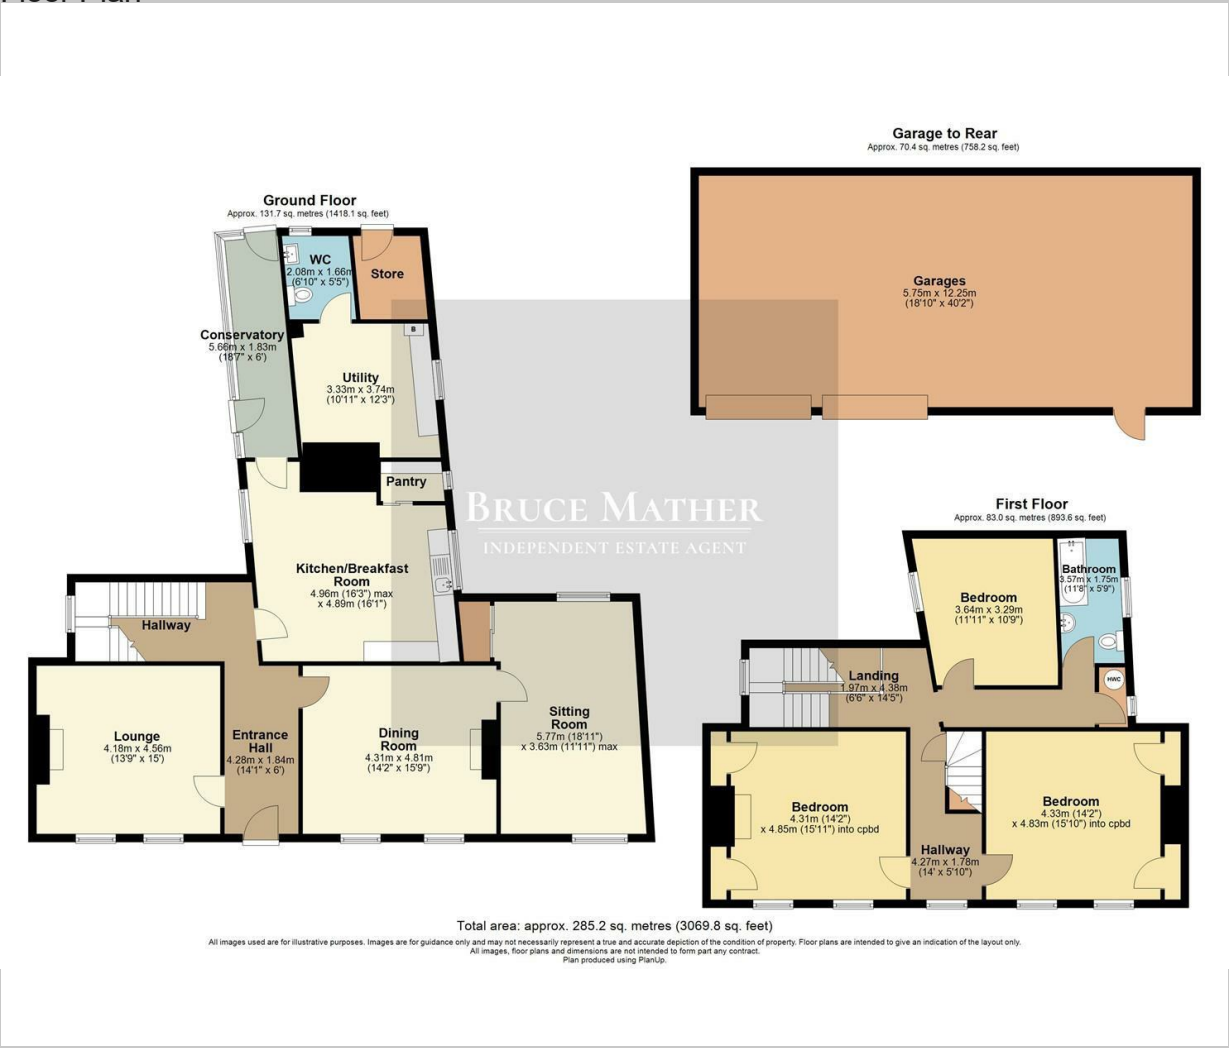 Garage to Rear
Approx. 70.4 sq. metres (758.2 sq. feet)
Garages
5.75m x 12.25m
(18'10" x 40'2")
Ground Floor
Approx. 131.7 sq. metres (1418.1 sq. feet)
WC
2.08m x 1.66m
(6'10" x 5'5")
Store
Conservatory
5.66m x 1.83m
(18'7" x 6')
B
Utility
3.33m x 3.74m
(10'11" x 12'3")
Pantry
Kitchen/Breakfast
Room
4.96m (16'3") max
x 4.89m (16'1")
Hallway
Lounge
4.18m x 4.56m
(13'9" x 15')
Entrance
Hall
4.28m x 1.84m
(14'1" x 6')
Dining
Room
4.31m x 4.81m
(14'2" x 15'9")
Sitting
Room
5.77m (18'11")
x 3.63m (11'11") max
BRUCE MATHER
INDEPENDENT ESTATE AGENT
First Floor
Approx. 83.0 sq. metres (893.6 sq. feet)
Bedroom
3.64m x 3.29m
(11'11" x 10'9")
Bathroom
3.57m x 1.75m
(11'8" x 5'9")
HWC
Landing
1.97m x 4.38m
(6'6" x 14'5")
Bedroom
4.31m (14'2")
x 4.85m (15'11") into cpbd
Hallway
4.27m x 1.78m
(14' x 5'10")
Bedroom
4.33m (14'2")
x 4.83m (15'10") into cpbd
Total area: approx. 285.2 sq. metres (3069.8 sq. feet)
All images used are for illustrative purposes. Images are for guidance only and may not necessarily represent a true and accurate depiction of the condition of property. Floor plans are intended to give an indication of the layout only.
All images, floor plans and dimensions are not intended to form part any contract.
Plan produced using PlanUp.